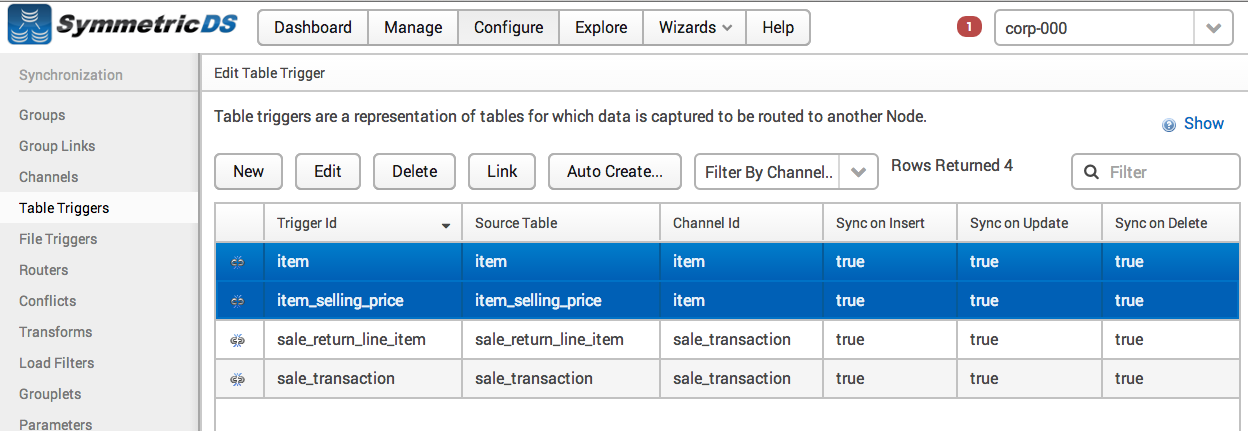 SymmetricDS Dashboard Manage Configure Explore Wizards Help 1 corp-000
Synchronization
Groups
Group Links
Channels
Table Triggers
File Triggers
Routers
Conflicts
Transforms
Load Filters
Grouplets
Parameters
Edit Table Trigger
Table triggers are a representation of tables for which data is captured to be routed to another Node.
Show
New Edit Delete Link Auto Create... Filter By Channel.. Rows Returned 4 Filter
Trigger Id Source Table Channel Id Sync on Insert Sync on Update Sync on Delete
item item item true true true
item_selling_price item_selling_price item true true true
sale_return_line_item sale_return_line_item sale_transaction true true true
sale_transaction sale_transaction sale_transaction true true true